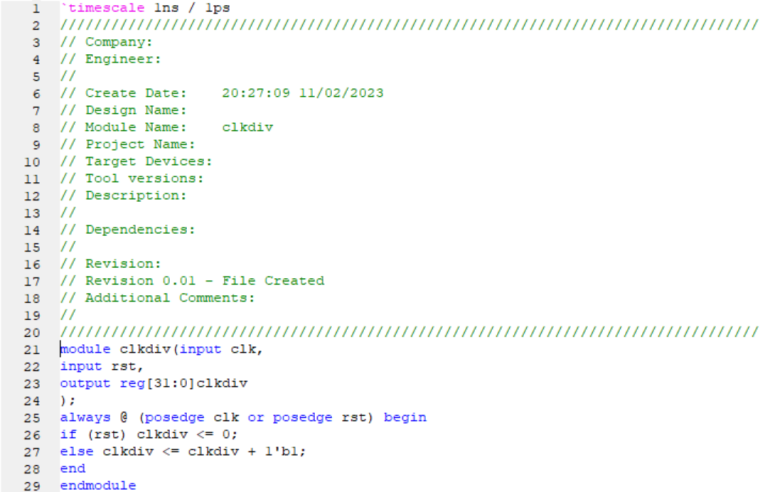 1 `timescale 1ns / 1ps
2 //////////////////////////////////////////////////////////////////////////////////
3 // Company:
4 // Engineer:
5 //
6 // Create Date:    20:27:09 11/02/2023
7 // Design Name:
8 // Module Name:    clkdiv
9 // Project Name:
10 // Target Devices:
11 // Tool versions:
12 // Description:
13 //
14 // Dependencies:
15 //
16 // Revision:
17 // Revision 0.01 - File Created
18 // Additional Comments:
19 //
20 //////////////////////////////////////////////////////////////////////////////////
21 module clkdiv(input clk,
22 input rst,
23 output reg[31:0]clkdiv
24 );
25 always @ (posedge clk or posedge rst) begin
26 if (rst) clkdiv <= 0;
27 else clkdiv <= clkdiv + 1'b1;
28 end
29 endmodule